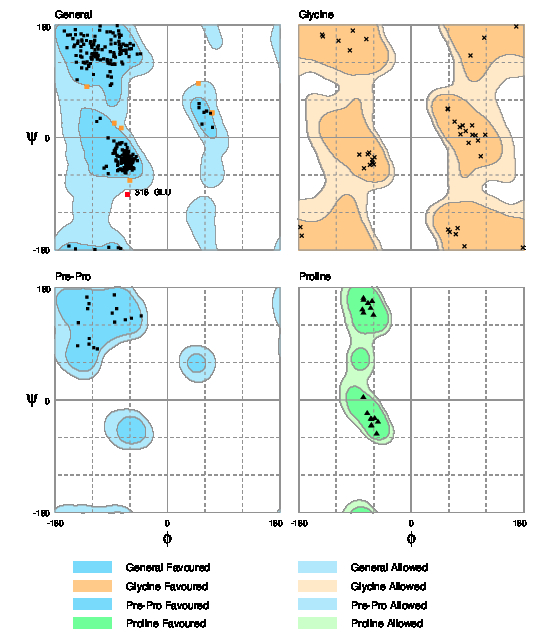 General
Glycine
180
ψ 0
-180
316 GLU
Pre-Pro
Proline
180
ψ 0
-180
-180 0 180
-180 0 180
ϕ ϕ
General Favoured
General Allowed
Glycine Favoured
Glycine Allowed
Pre-Pro Favoured
Pre-Pro Allowed
Proline Favoured
Proline Allowed